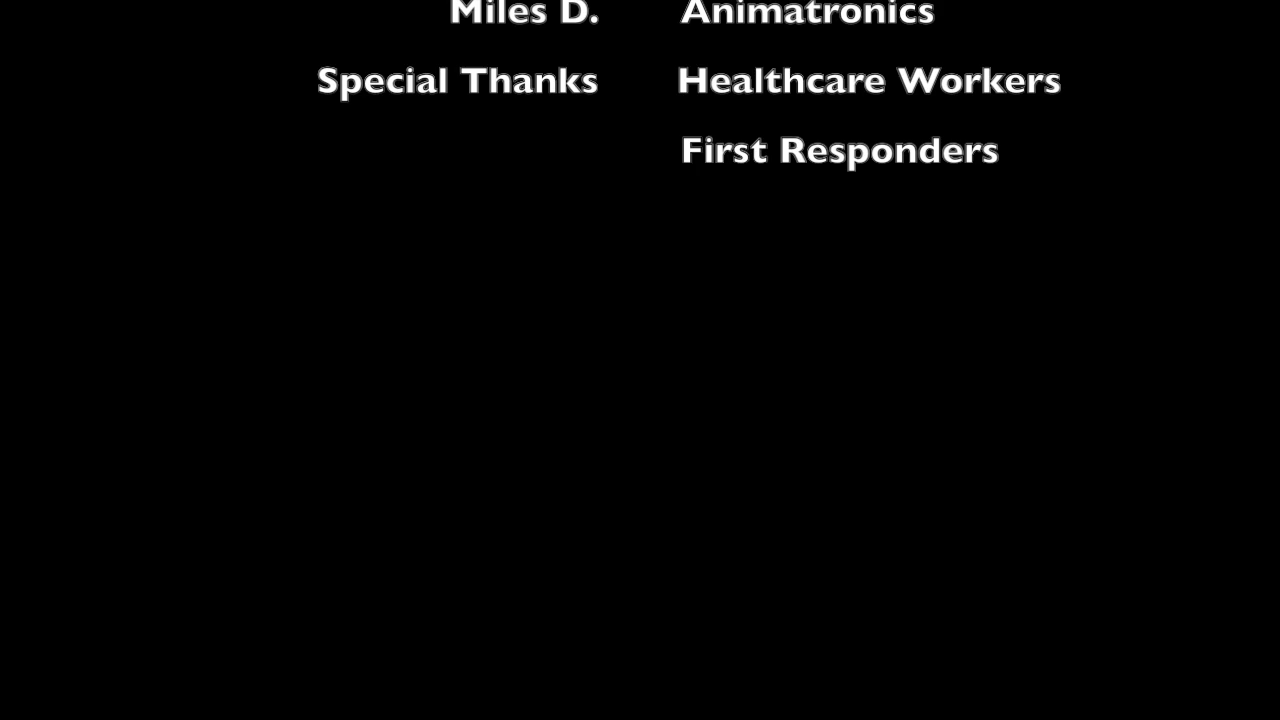 Miles D. Animatronics
Special Thanks Healthcare Workers
First Responders